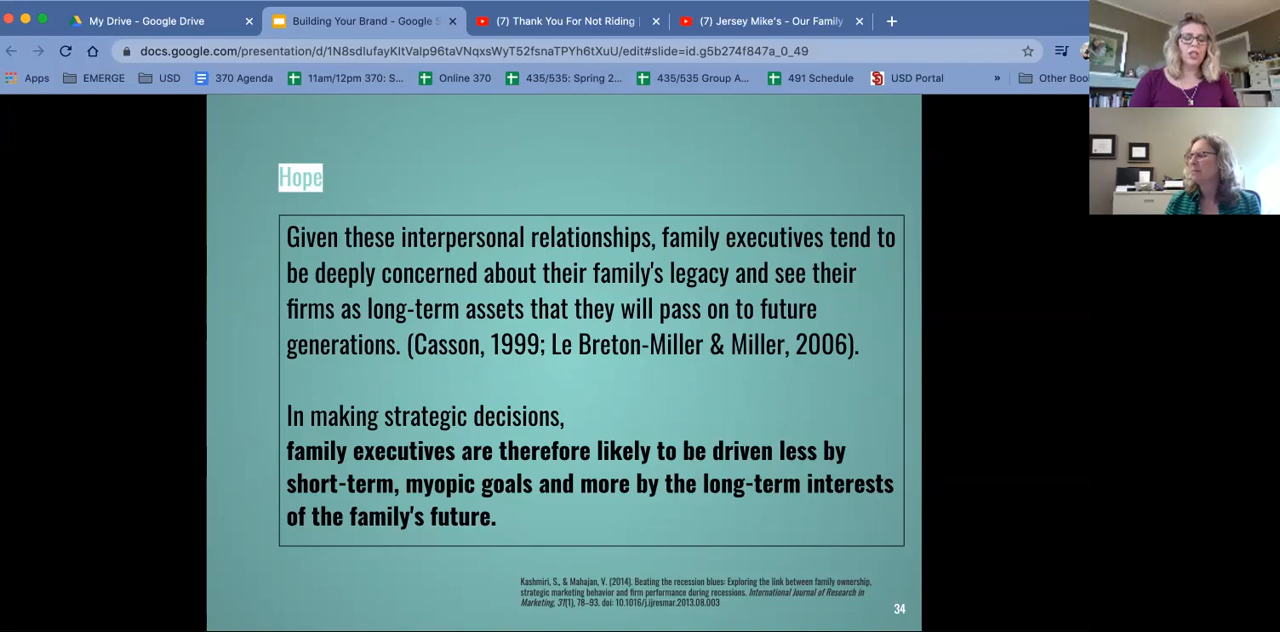 My Drive - Google Drive
Building Your Brand - Google S
(7) Thank You For Not Riding
(7) Jersey Mike's - Our Family
docs.google.com/presentation/d/1N8sdIufayKItVaIp96taVNqxsWyT52fsnaTPYh6tXuU/edit#slide=id.g5b274f847a_0_49
Apps EMERGE USD 370 Agenda 11am/12pm 370: S... Online 370 435/535: Spring 2... 435/535 Group A... 491 Schedule USD Portal » Other Boo
Hope
Given these interpersonal relationships, family executives tend to
be deeply concerned about their family's legacy and see their
firms as long-term assets that they will pass on to future
generations. (Casson, 1999; Le Breton-Miller & Miller, 2006).
In making strategic decisions,
family executives are therefore likely to be driven less by
short-term, myopic goals and more by the long-term interests
of the family's future.
Kashmiri, S., & Mahajan, V. (2014). Beating the recession blues: Exploring the link between family ownership,
strategic marketing behavior and firm performance during recessions. International Journal of Research in
Marketing, 31(1), 78–93. doi: 10.1016/j.ijresmar.2013.08.003
34